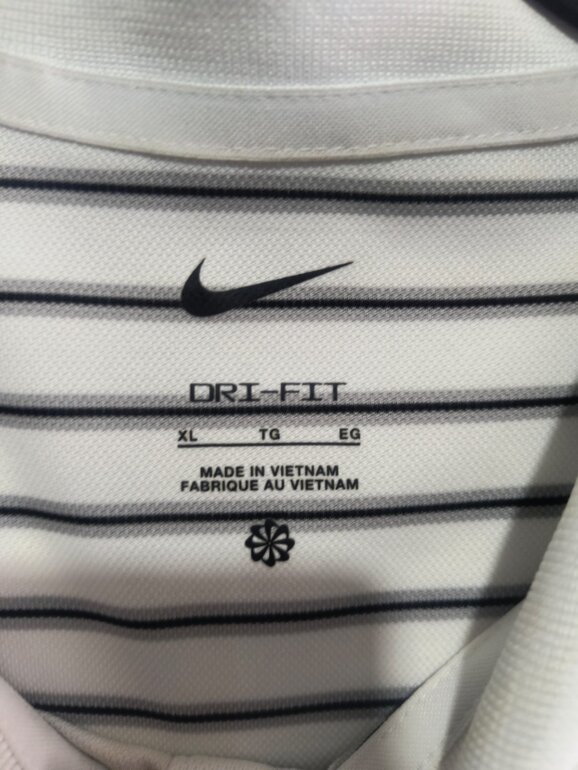 DRI-FIT
XL TG EG
MADE IN VIETNAM
FABRIQUE AU VIETNAM